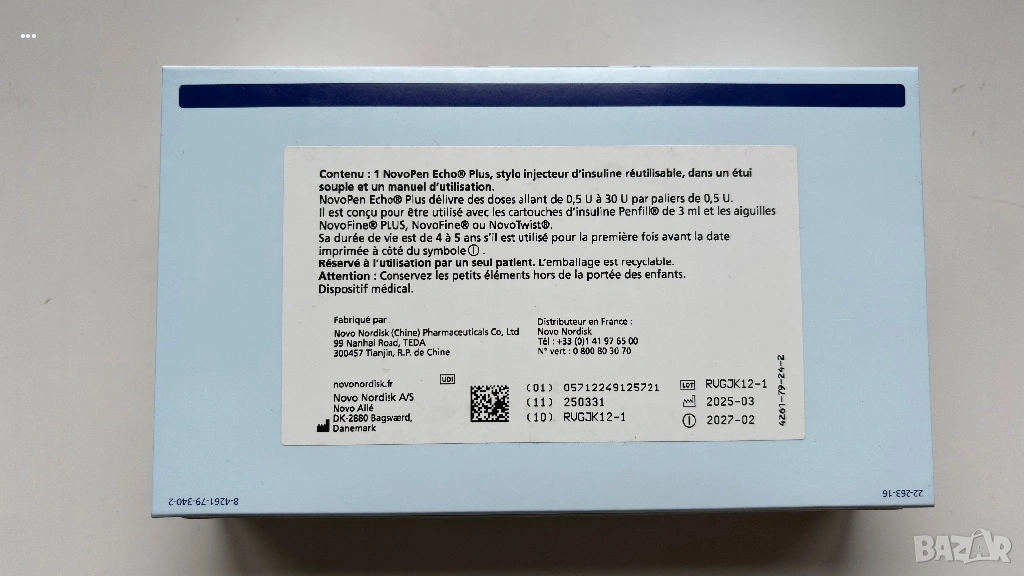 Contenu : 1 NovoPen Echo® Plus, stylo injecteur d'insuline réutilisable, dans un étui
souple et un manuel d'utilisation.
NovoPen Echo® Plus délivre des doses allant de 0,5 U à 30 U par paliers de 0,5 U.
Il est conçu pour être utilisé avec les cartouches d'insuline Penfill® de 3 ml et les aiguilles
NovoFine® PLUS, NovoFine® ou NovoTwist®.
Sa durée de vie est de 4 à 5 ans s'il est utilisé pour la première fois avant la date
imprimée à côté du symbole .
Réservé à l'utilisation par un seul patient. L'emballage est recyclable.
Attention : Conservez les petits éléments hors de la portée des enfants.
Dispositif médical.
Fabriqué par
Novo Nordisk (Chine) Pharmaceuticals Co, Ltd
99 Nanhai Road, TEDA
300457 Tianjin, R.P. de Chine
Distributeur en France :
Novo Nordisk
Tél : +33 (0)1 41 97 65 00
N° vert : 0 800 80 30 70
novonordisk.fr
Novo Nordisk A/S
Novo Allé
DK-2880 Bagsværd,
Danemark
UDI
(01) 05712249125721
(11) 250331
(10) RUGJK12-1
LOT RUGJK12-1
2025-03
2027-02
4261-79-24-2
8-4261-79-340-2
22-263-16
BAZAR